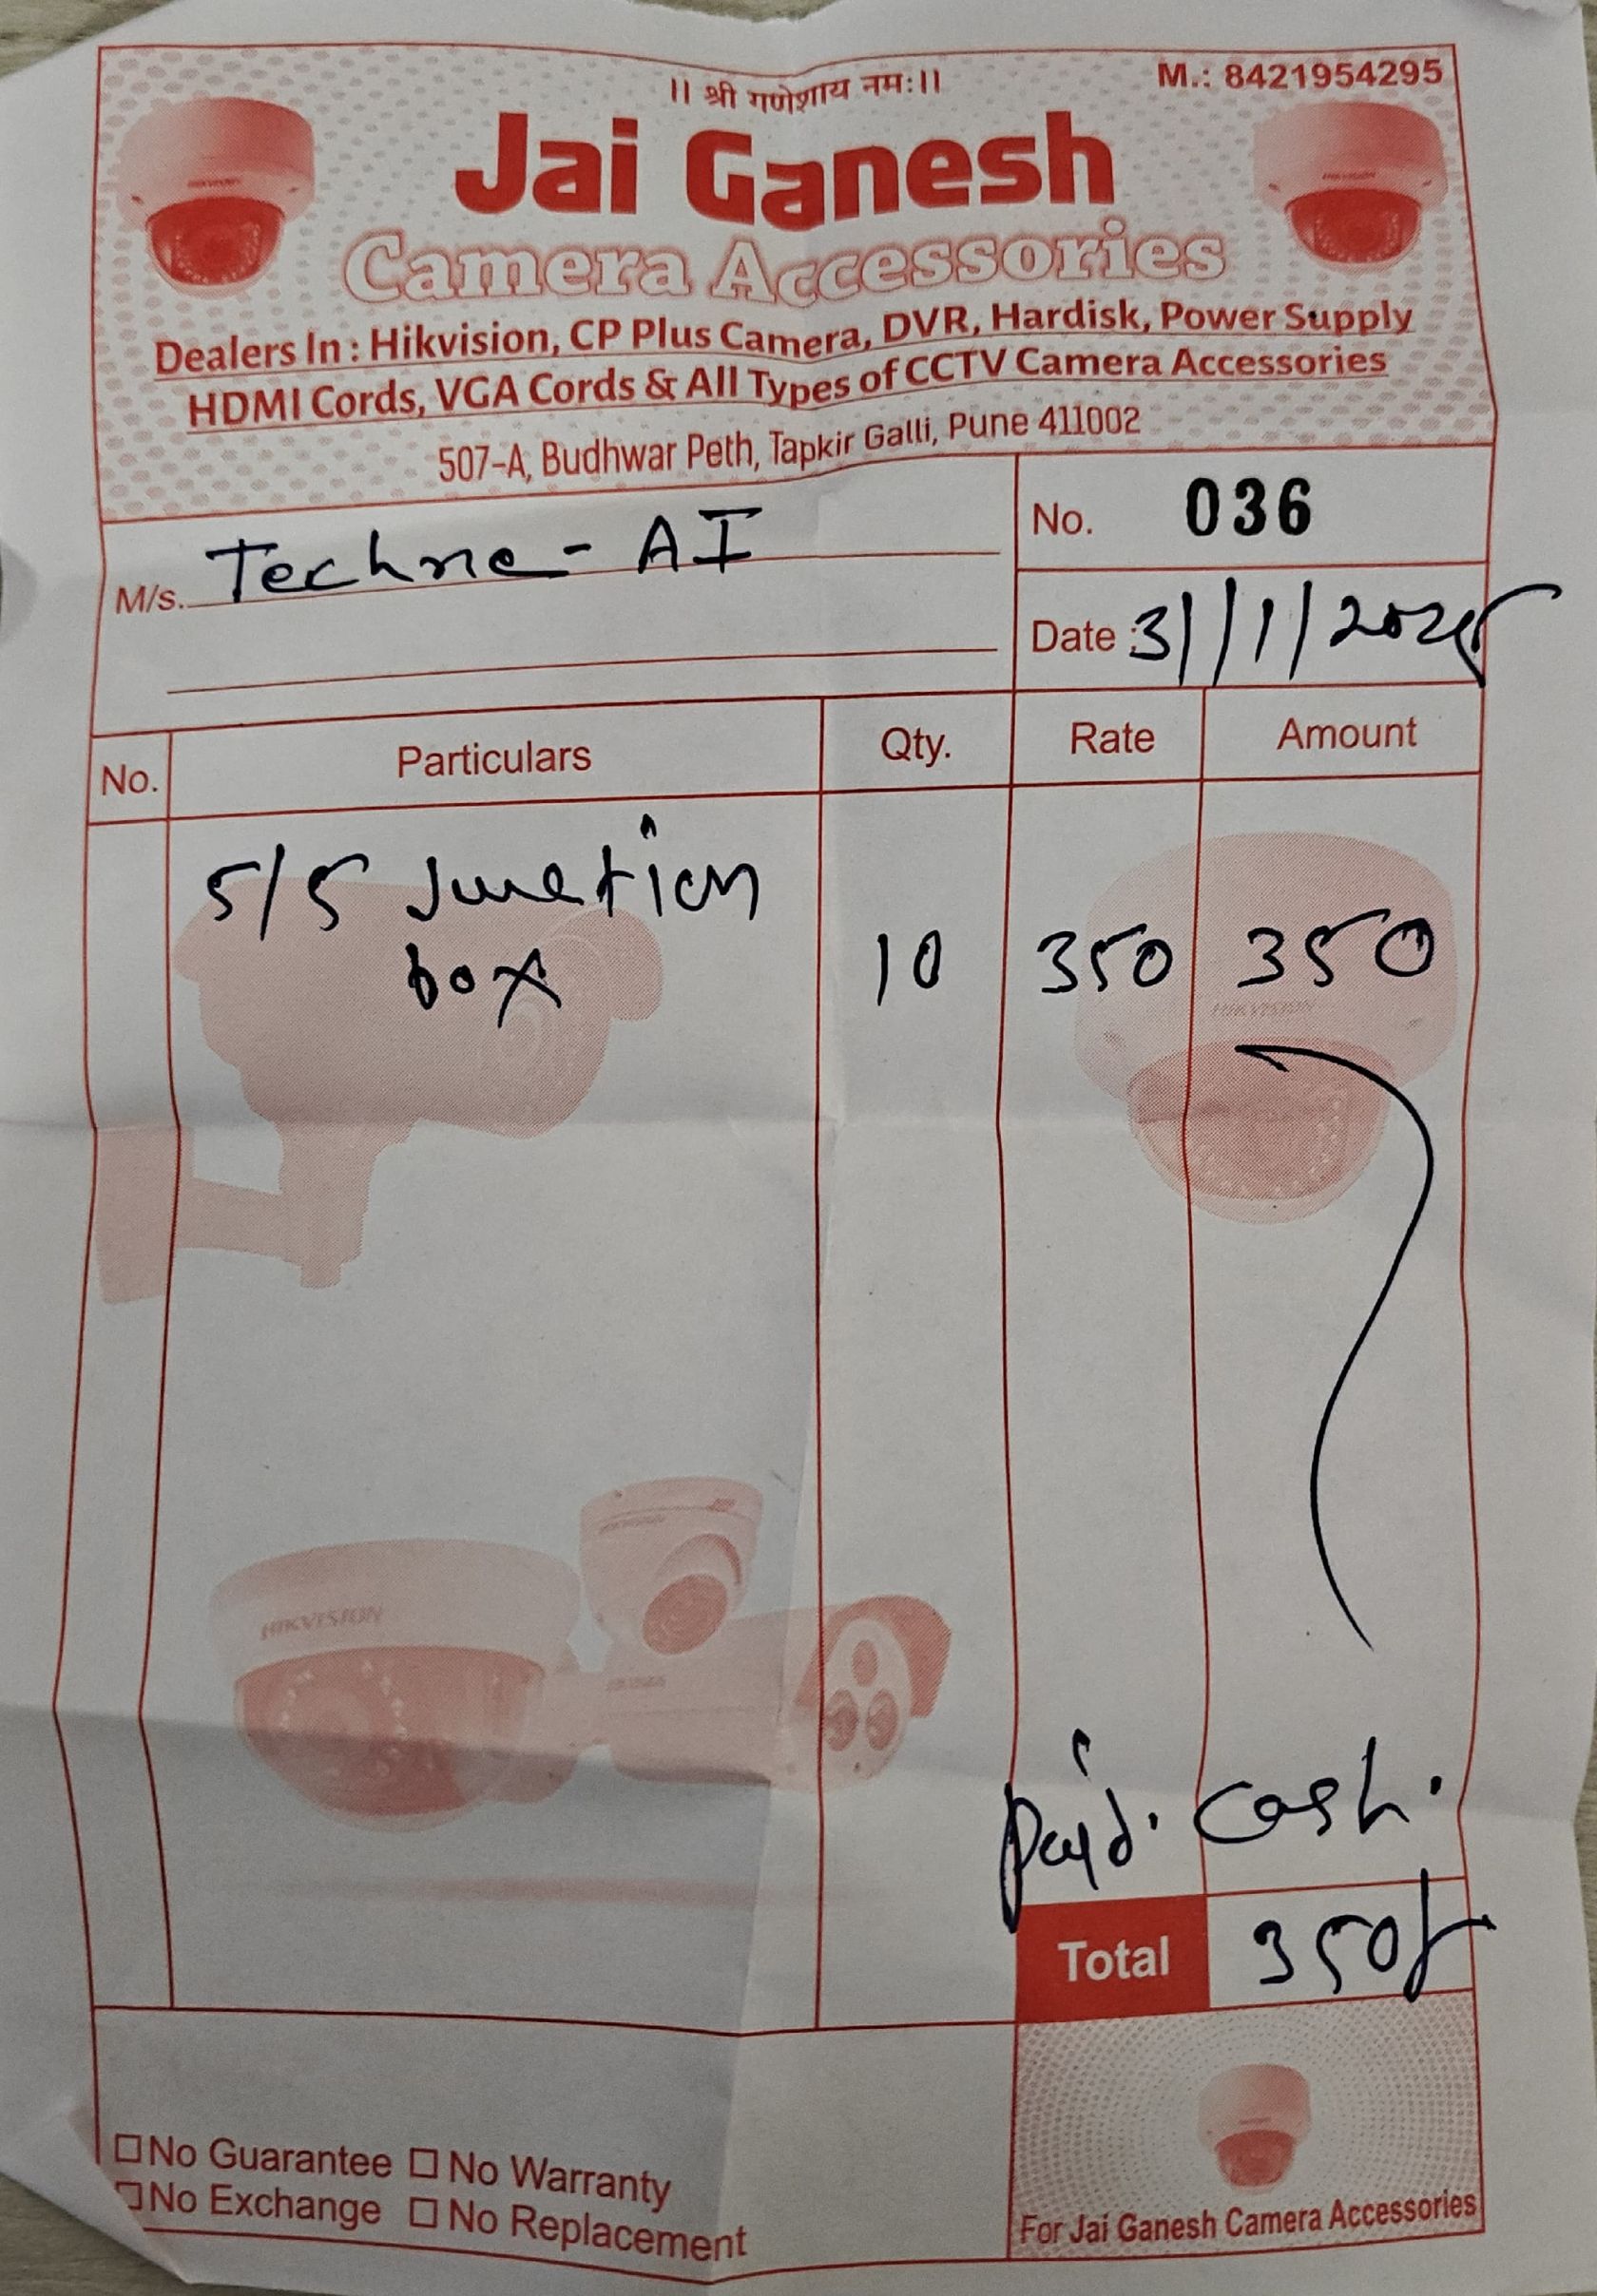 ।। श्री गणेशाय नमः।।
M.: 8421954295
Jai Ganesh
Camera Accessories
Dealers In : Hikvision, CP Plus Camera, DVR, Hardisk, Power Supply
HDMI Cords, VGA Cords & All Types of CCTV Camera Accessories
507-A, Budhwar Peth, Tapkir Galli, Pune 411002
M/s. Techne - AI
No. 036
Date : 31/1/2025
No. Particulars Qty. Rate Amount
5/5 Junction
box 10 350 350
HIKVISION
HIKVISION
Paid. Cash.
Total 350/-
□ No Guarantee □ No Warranty
□ No Exchange □ No Replacement
For Jai Ganesh Camera Accessories